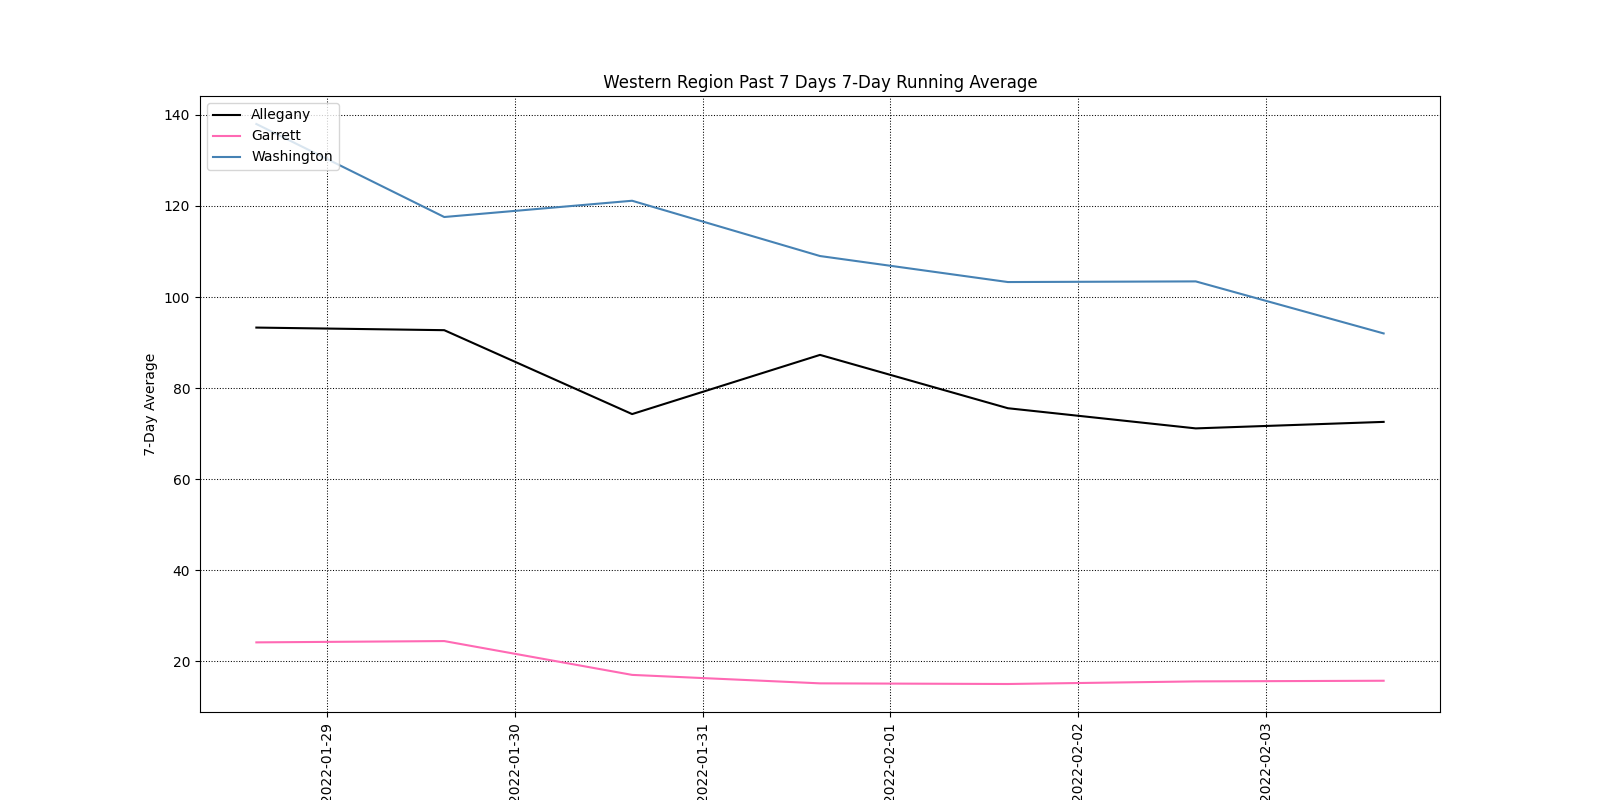 Western Region Past 7 Days 7-Day Running Average
Allegany
Garrett
Washington
7-Day Average
140
120
100
80
60
40
20
2022-01-29
2022-01-30
2022-01-31
2022-02-01
2022-02-02
2022-02-03